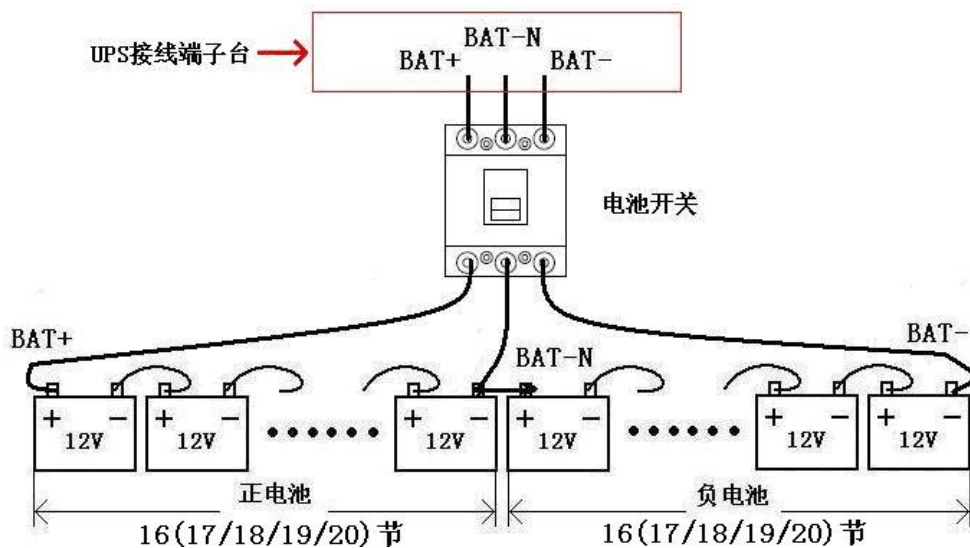 BAT-N
UPS接线端子台
BAT+
BAT-
电池开关
BAT+
BAT-N
BAT-
+ − 12V
+ − 12V
+ − 12V
+ − 12V
+ − 12V
+ − 12V
正电池
负电池
16(17/18/19/20)节
16(17/18/19/20)节